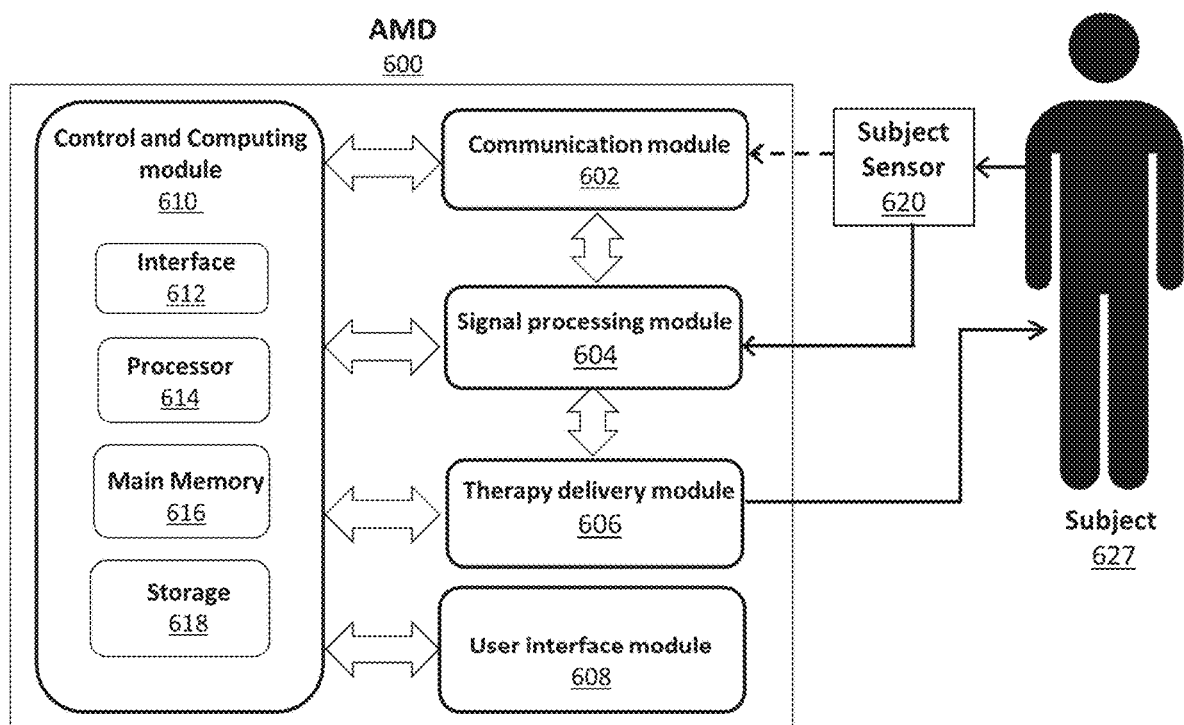 AMD
600
Control and Computing
module
610
Interface
612
Processor
614
Main Memory
616
Storage
618
Communication module
602
Signal processing module
604
Therapy delivery module
606
User interface module
608
Subject
Sensor
620
Subject
627